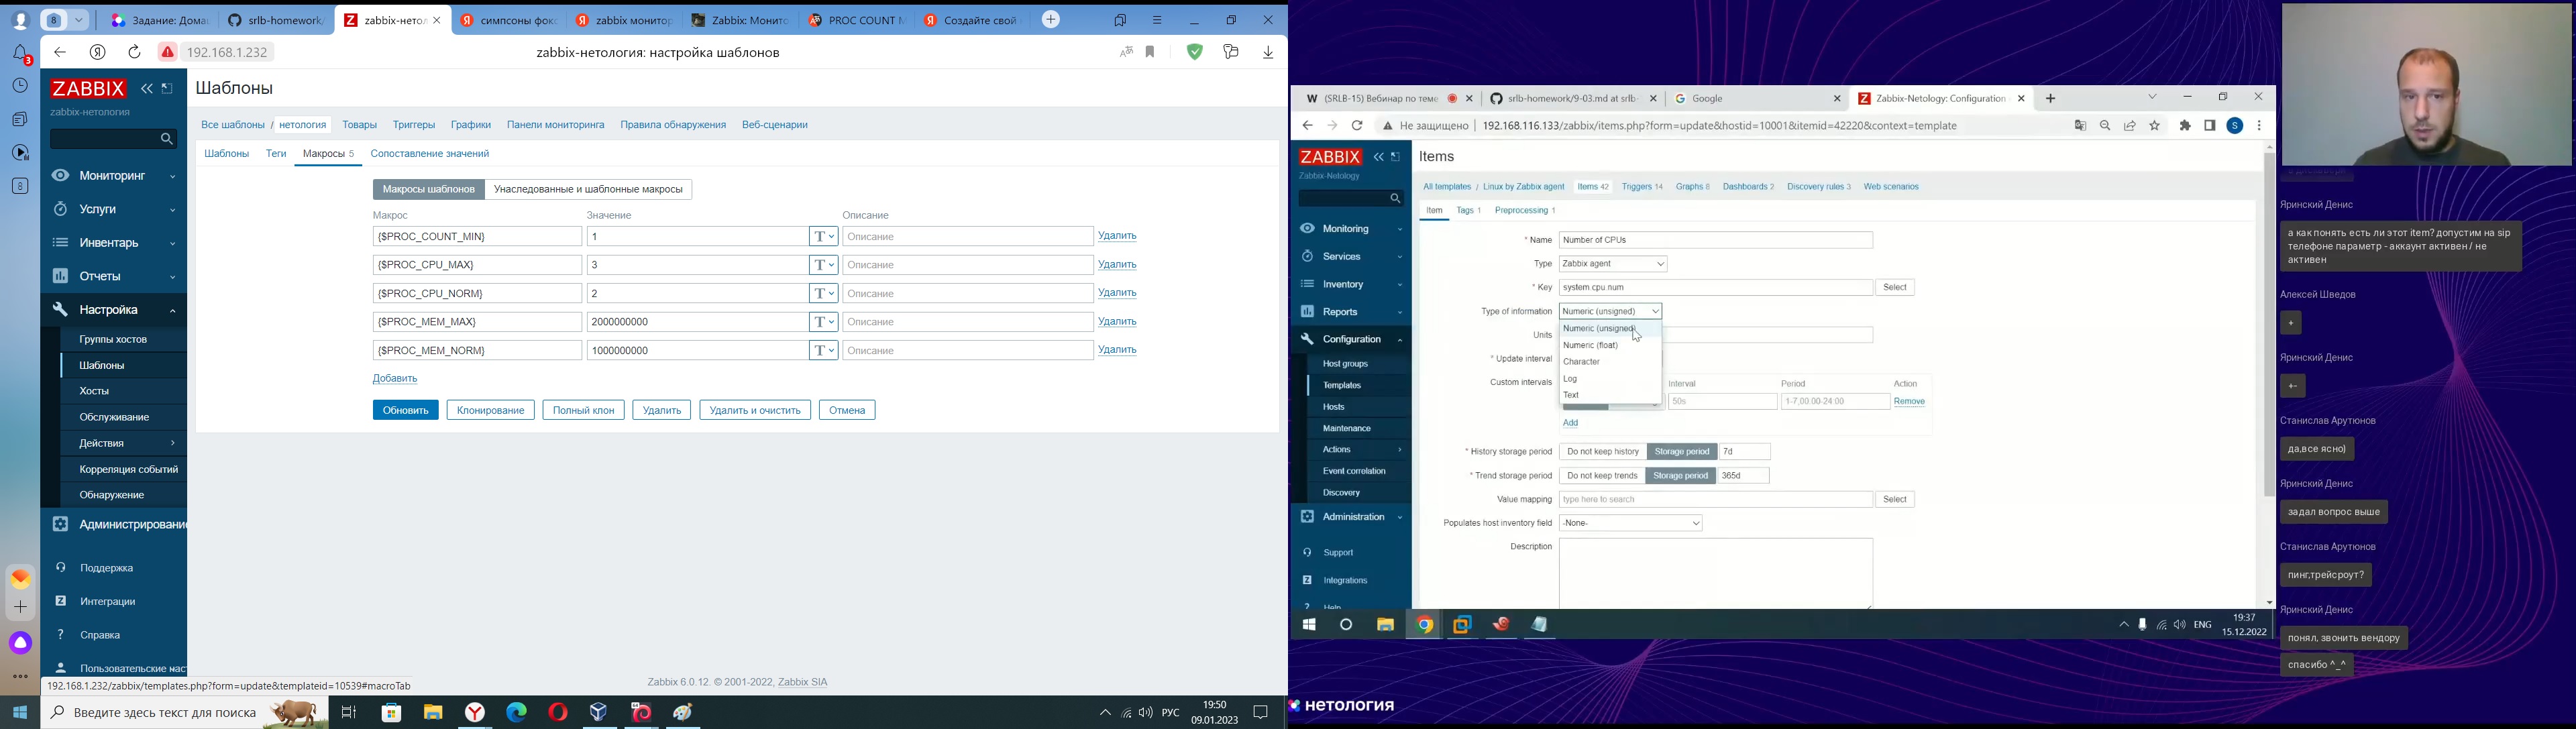 8
Задание: Домаш
srlb-homework/
zabbix-нетол
симпсоны фокс
zabbix монитор
Zabbix: Монито
PROC COUNT M
Создайте свой
192.168.1.232
zabbix-нетология: настройка шаблонов
3
8
ZABBIX
zabbix-нетология
Мониторинг
Услуги
Инвентарь
Отчеты
Настройка
Группы хостов
Шаблоны
Хосты
Обслуживание
Действия
Корреляция событий
Обнаружение
Администрировани
Поддержка
Интеграции
Справка
Пользовательские нас
Шаблоны
Все шаблоны / нетология Товары Триггеры Графики Панели мониторинга Правила обнаружения Веб-сценарии
Шаблоны Теги Макросы 5 Сопоставление значений
Макросы шаблонов Унаследованные и шаблонные макросы
Макрос Значение Описание
{$PROC_COUNT_MIN} 1 T Описание Удалить
{$PROC_CPU_MAX} 3 T Описание Удалить
{$PROC_CPU_NORM} 2 T Описание Удалить
{$PROC_MEM_MAX} 2000000000 T Описание Удалить
{$PROC_MEM_NORM} 1000000000 T Описание Удалить
Добавить
Обновить Клонирование Полный клон Удалить Удалить и очистить Отмена
Zabbix 6.0.12. © 2001-2022, Zabbix SIA
192.168.1.232/zabbix/templates.php?form=update&templateid=10539#macroTab
Введите здесь текст для поиска
РУС
19:50
09.01.2023
(SRLB-15) Вебинар по теме
srlb-homework/9-03.md at srlb-
Google
Zabbix-Netology: Configuration
Не защищено 192.168.116.133/zabbix/items.php?form=update&hostid=10001&itemid=42220&context=template
S
ZABBIX
Zabbix-Netology
Monitoring
Services
Inventory
Reports
Configuration
Host groups
Templates
Hosts
Maintenance
Actions
Event correlation
Discovery
Administration
Support
Integrations
Help
Items
All templates / Linux by Zabbix agent Items 42 Triggers 14 Graphs 8 Dashboards 2 Discovery rules 3 Web scenarios
Item Tags 1 Preprocessing 1
* Name Number of CPUs
Type Zabbix agent
* Key system.cpu.num Select
Type of information Numeric (unsigned)
Numeric (unsigned)
Units
Numeric (float)
* Update interval
Character
Custom intervals
Log
Text
Interval Period Action
50s 1-7,00:00-24:00 Remove
Add
* History storage period Do not keep history Storage period 7d
* Trend storage period Do not keep trends Storage period 365d
Value mapping type here to search Select
Populates host inventory field -None-
Description
ENG
19:37
15.12.2022
нетология
Яринский Денис
а как понять есть ли этот item? допустим на sip
телефоне параметр - аккаунт активен / не
активен
Алексей Шведов
+
Яринский Денис
+-
Станислав Арутюнов
да,все ясно)
Яринский Денис
задал вопрос выше
Станислав Арутюнов
пинг,трейсроут?
Яринский Денис
понял, звонить вендору
спасибо ^_^